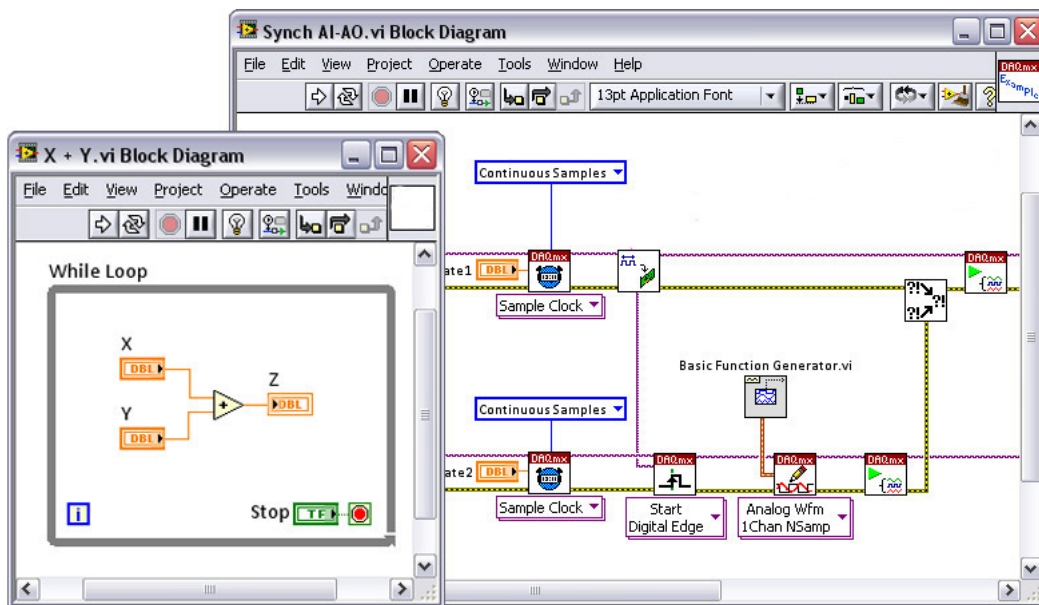 Synch AI-AO.vi Block Diagram
File Edit View Project Operate Tools Window Help
13pt Application Font
DAQmx
Example
X + Y.vi Block Diagram
File Edit View Project Operate Tools
While Loop
X
DBL
Y
DBL
+
Z
DBL
i
Stop TF
Continuous Samples
ate1 DBL
DAQmx
Sample Clock
DAQmx
?! ?!
?!
Basic Function Generator.vi
Continuous Samples
ate2 DBL
DAQmx
Sample Clock
DAQmx
Start
Digital Edge
DAQmx
Analog Wfm
1Chan NSamp
DAQmx